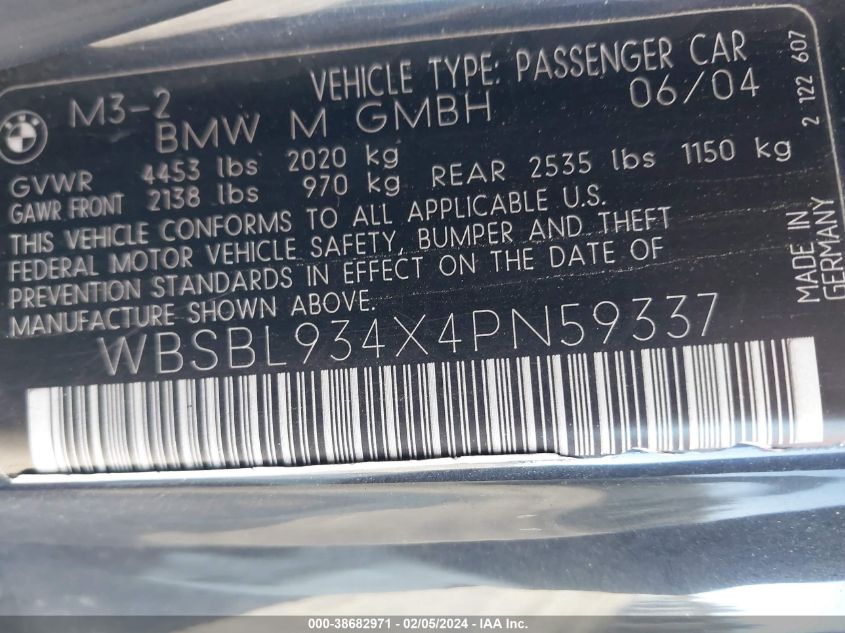 VEHICLE TYPE: PASSENGER CAR
M3-2
BMW M GMBH
06/04
GVWR 4453 lbs 2020 kg
GAWR FRONT 2138 lbs 970 kg REAR 2535 lbs 1150 kg
THIS VEHICLE CONFORMS TO ALL APPLICABLE U.S.
FEDERAL MOTOR VEHICLE SAFETY, BUMPER AND THEFT
PREVENTION STANDARDS IN EFFECT ON THE DATE OF
MANUFACTURE SHOWN ABOVE.
WBSBL934X4PN59337
2 122 607
MADE IN
GERMANY
000-38682971 - 02/05/2024 - IAA Inc.